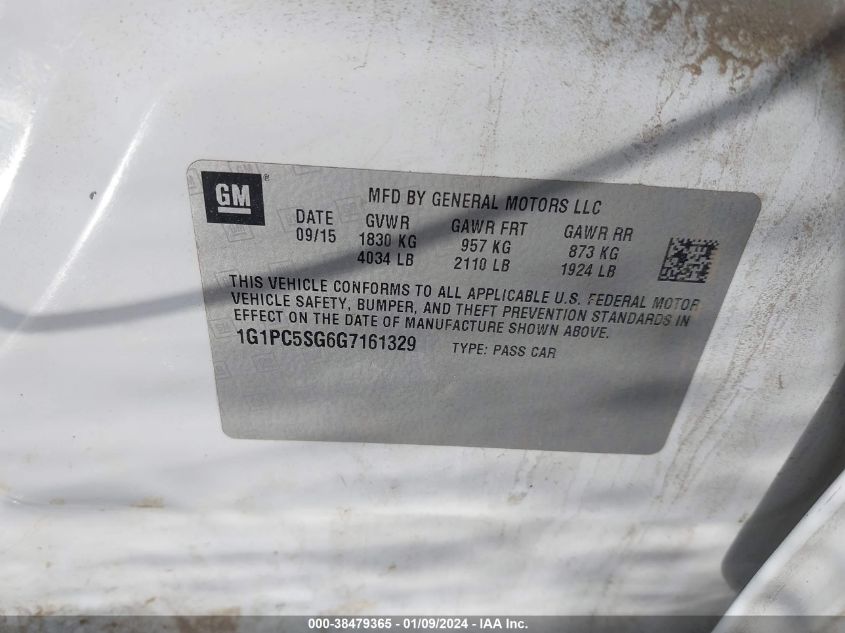 GM ®
MFD BY GENERAL MOTORS LLC
DATE GVWR GAWR FRT GAWR RR
09/15 1830 KG 957 KG 873 KG
4034 LB 2110 LB 1924 LB
THIS VEHICLE CONFORMS TO ALL APPLICABLE U.S. FEDERAL MOTOR
VEHICLE SAFETY, BUMPER, AND THEFT PREVENTION STANDARDS IN
EFFECT ON THE DATE OF MANUFACTURE SHOWN ABOVE.
1G1PC5SG6G7161329 TYPE: PASS CAR
000-38479365 - 01/09/2024 - IAA Inc.